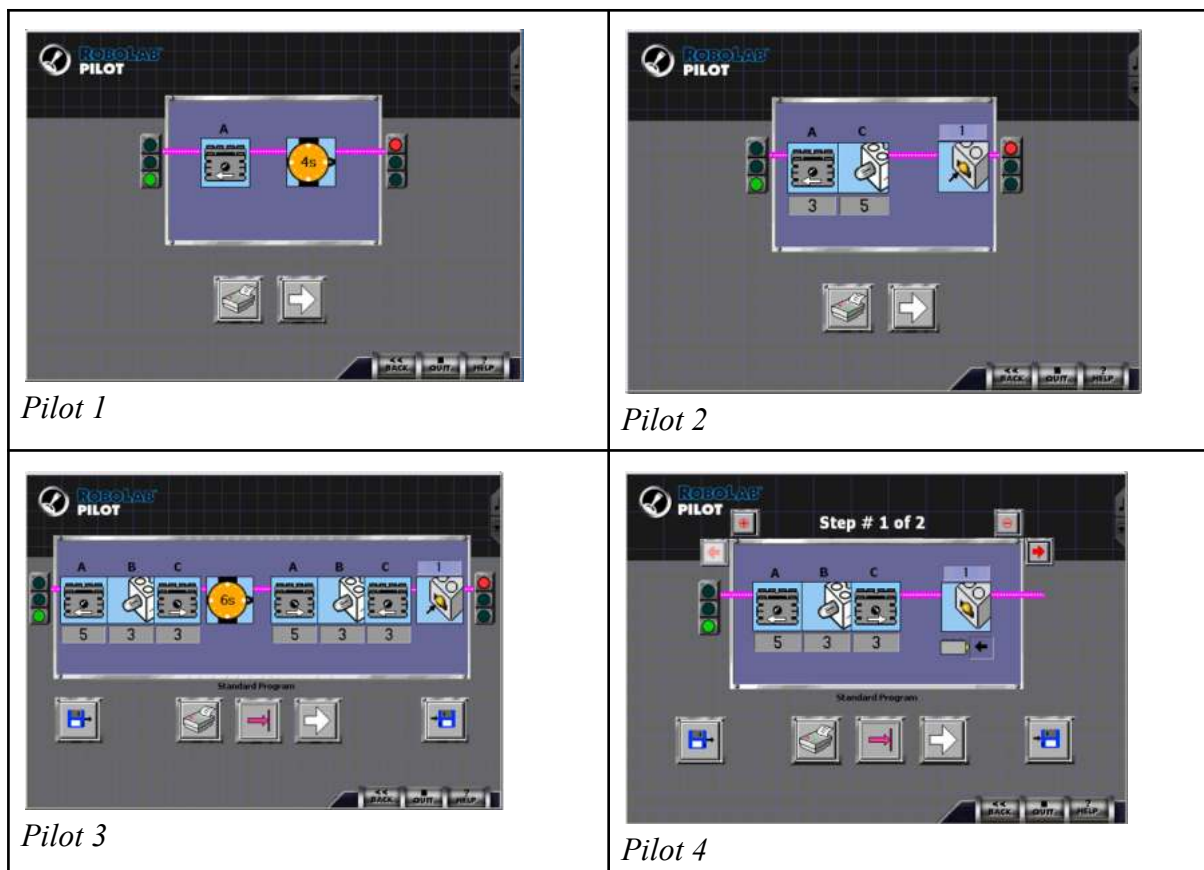 ROBOLAB
PILOT
A
4s
<< BACK
■ QUIT
? HELP
Pilot 1
ROBOLAB
PILOT
A C 1
3 5
<< BACK
■ QUIT
? HELP
Pilot 2
ROBOLAB
PILOT
A B C A B C 1
6s
5 3 3 5 3 3
Standard Program
<< BACK
■ QUIT
? HELP
Pilot 3
ROBOLAB
PILOT
Step # 1 of 2
A B C 1
5 3 3
Standard Program
<< BACK
■ QUIT
? HELP
Pilot 4